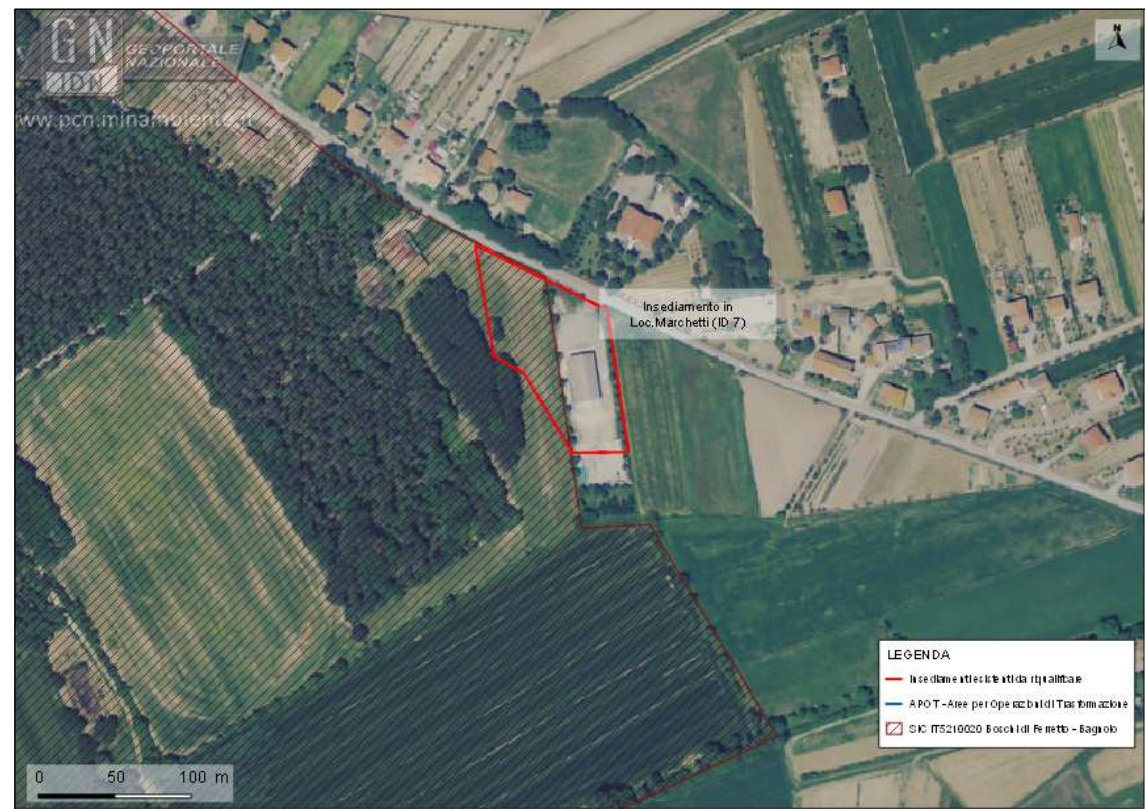 GN
GEOPORTALE
NAZIONALE
IDN
www.pcn.minambiente.it
N
Insediamento in
Loc.Marchetti (ID 7)
LEGENDA
Insediamenti esistenti da riqualificare
APOT - Aree per Operazioni di Trasformazione
SIC IT5210020 Boschi di Ferretto - Bagnolo
0 50 100 m